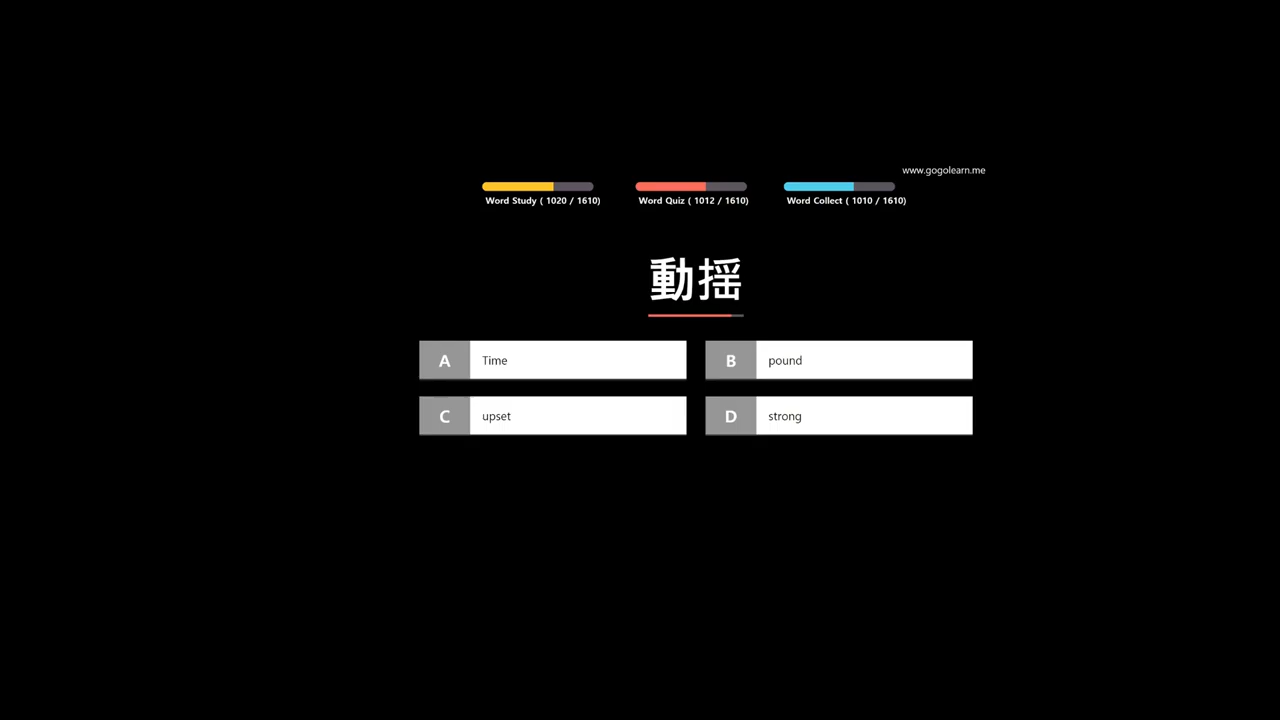 www.gogolearn.me
Word Study ( 1020 / 1610)
Word Quiz ( 1012 / 1610)
Word Collect ( 1010 / 1610)
動揺
A Time
B pound
C upset
D strong